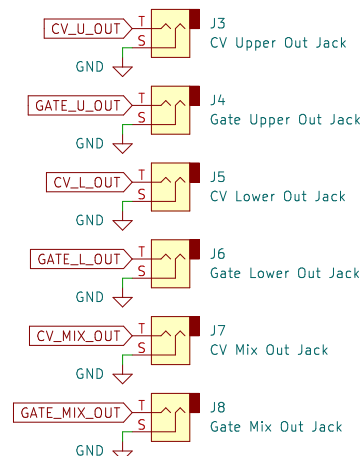 CV_U_OUT T J3
S CV Upper Out Jack
GND
GATE_U_OUT T J4
S Gate Upper Out Jack
GND
CV_L_OUT T J5
S CV Lower Out Jack
GND
GATE_L_OUT T J6
S Gate Lower Out Jack
GND
CV_MIX_OUT T J7
S CV Mix Out Jack
GND
GATE_MIX_OUT T J8
S Gate Mix Out Jack
GND